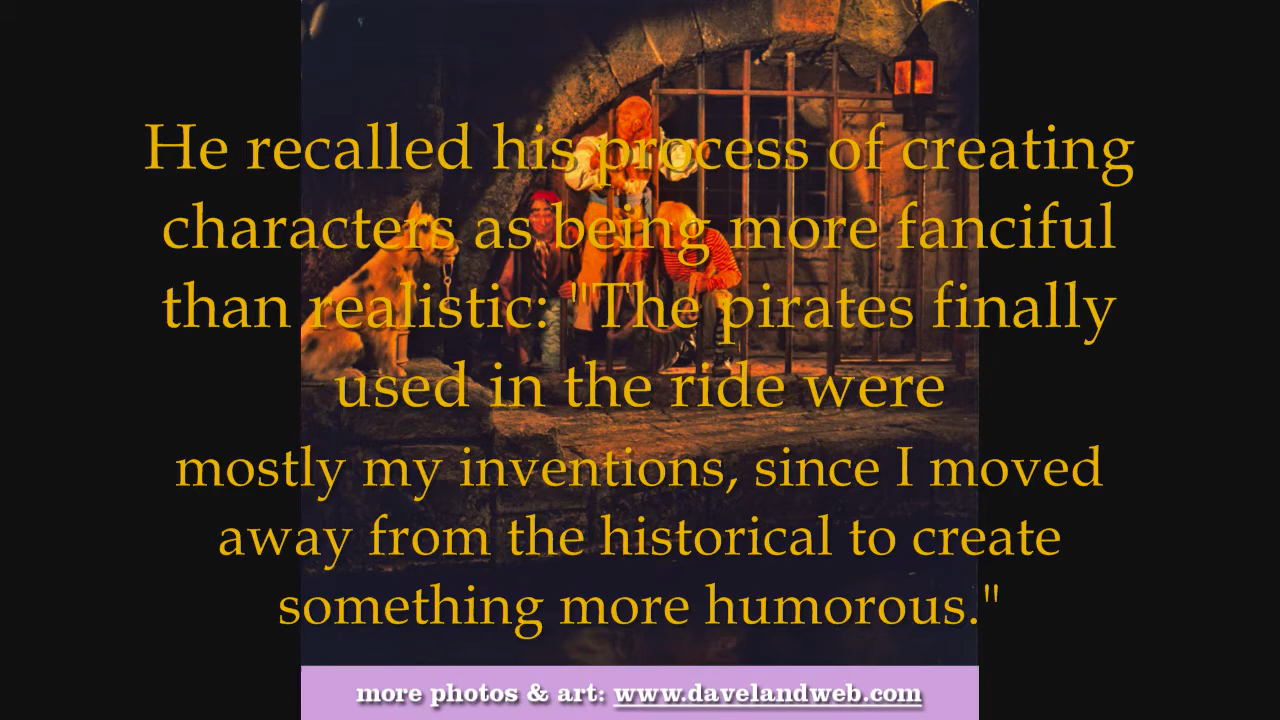 He recalled his process of creating
characters as being more fanciful
than realistic: "The pirates finally
used in the ride were
mostly my inventions, since I moved
away from the historical to create
something more humorous."
more photos & art: www.davelandweb.com